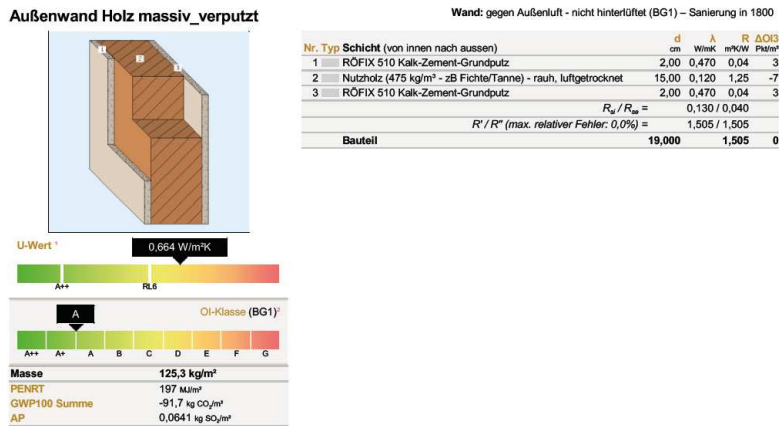 Außenwand Holz massiv_verputzt
Wand: gegen Außenluft - nicht hinterlüftet (BG1) – Sanierung in 1800
d λ R ΔOI3
Nr. Typ Schicht (von innen nach aussen) cm W/mK m²K/W Pkt/m²
1 RÖFIX 510 Kalk-Zement-Grundputz 2,00 0,470 0,04 3
2 Nutzholz (475 kg/m³ - zB Fichte/Tanne) - rauh, luftgetrocknet 15,00 0,120 1,25 -7
3 RÖFIX 510 Kalk-Zement-Grundputz 2,00 0,470 0,04 3
Rsi / Rse = 0,130 / 0,040
R' / R" (max. relativer Fehler: 0,0%) = 1,505 / 1,505
Bauteil 19,000 1,505 0
1 2 3
U-Wert ¹
0,664 W/m²K
A++ RL6
A OI-Klasse (BG1)²
A++ A+ A B C D E F G
Masse 125,3 kg/m²
PENRT 197 MJ/m²
GWP100 Summe -91,7 kg CO₂/m²
AP 0,0641 kg SO₂/m²